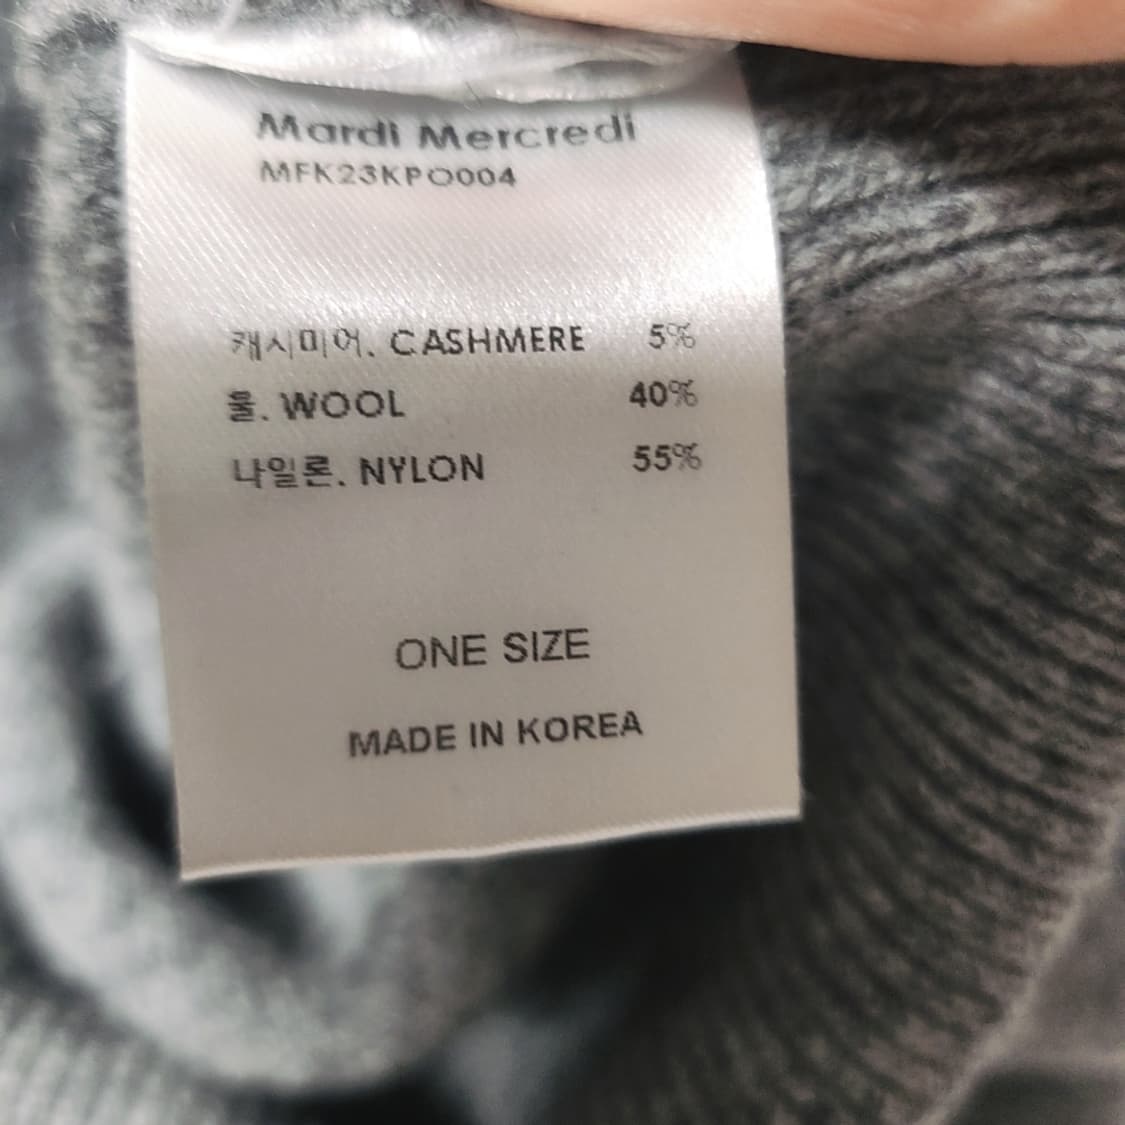 Mardi Mercredi
MFK23KPO004
캐시미어. CASHMERE 5%
울. WOOL 40%
나일론. NYLON 55%
ONE SIZE
MADE IN KOREA